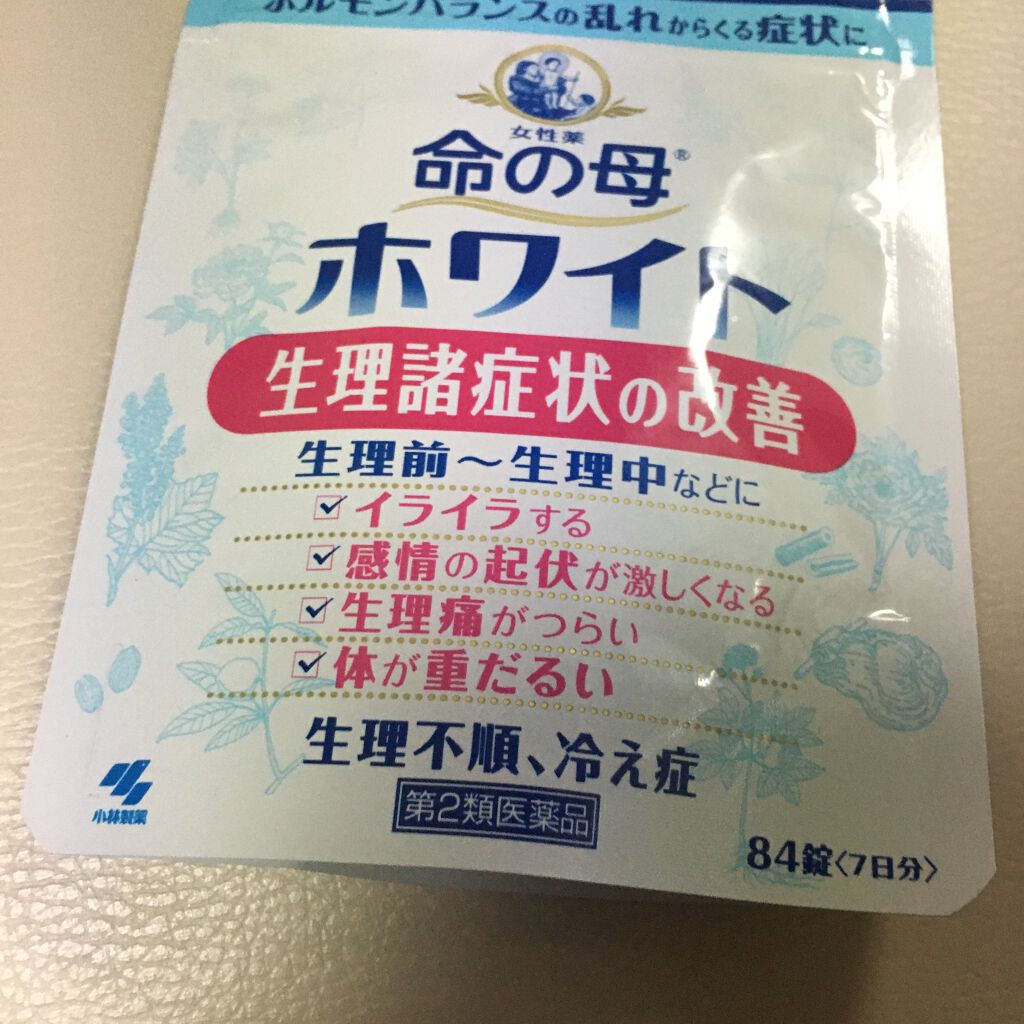 ホルモンバランスの乱れからくる症状に
女性薬
命の母®
ホワイト
生理諸症状の改善
生理前～生理中などに
イライラする
感情の起伏が激しくなる
生理痛がつらい
体が重だるい
生理不順、冷え症
第2類医薬品
小林製薬
84錠〈7日分〉